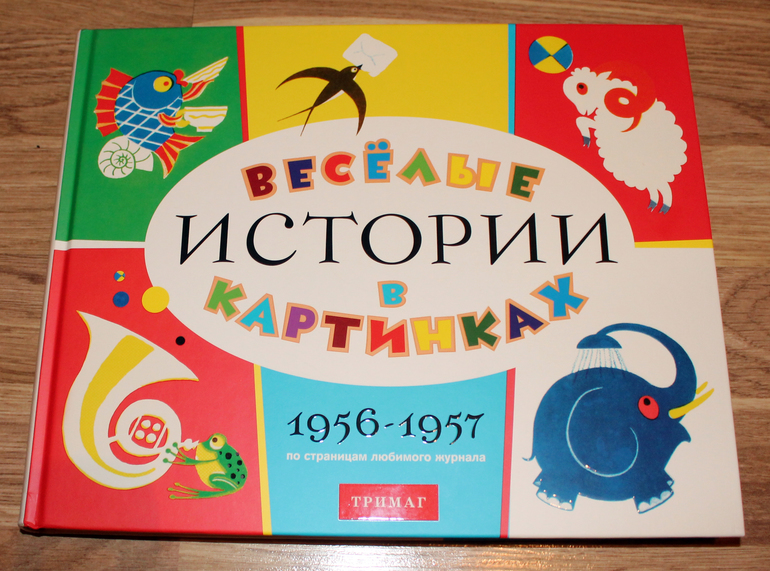 ВЕСЁЛЫЕ
ИСТОРИИ
В
КАРТИНКАХ
1956-1957
по страницам любимого журнала
ТРИМАГ